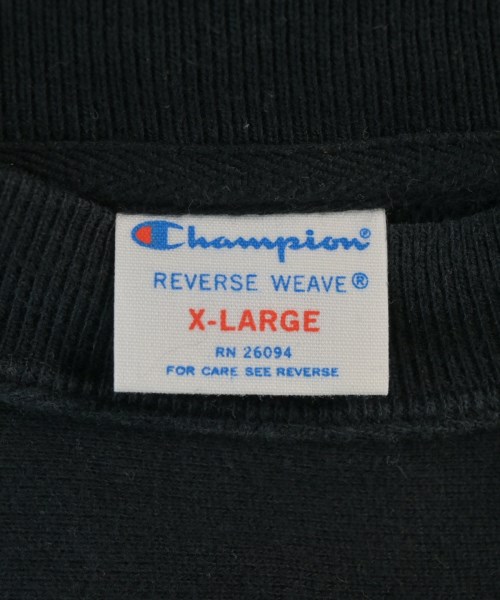 Champion®
REVERSE WEAVE®
X-LARGE
RN 26094
FOR CARE SEE REVERSE